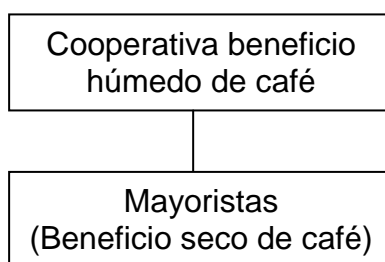 Cooperativa beneficio
húmedo de café
Mayoristas
(Beneficio seco de café)